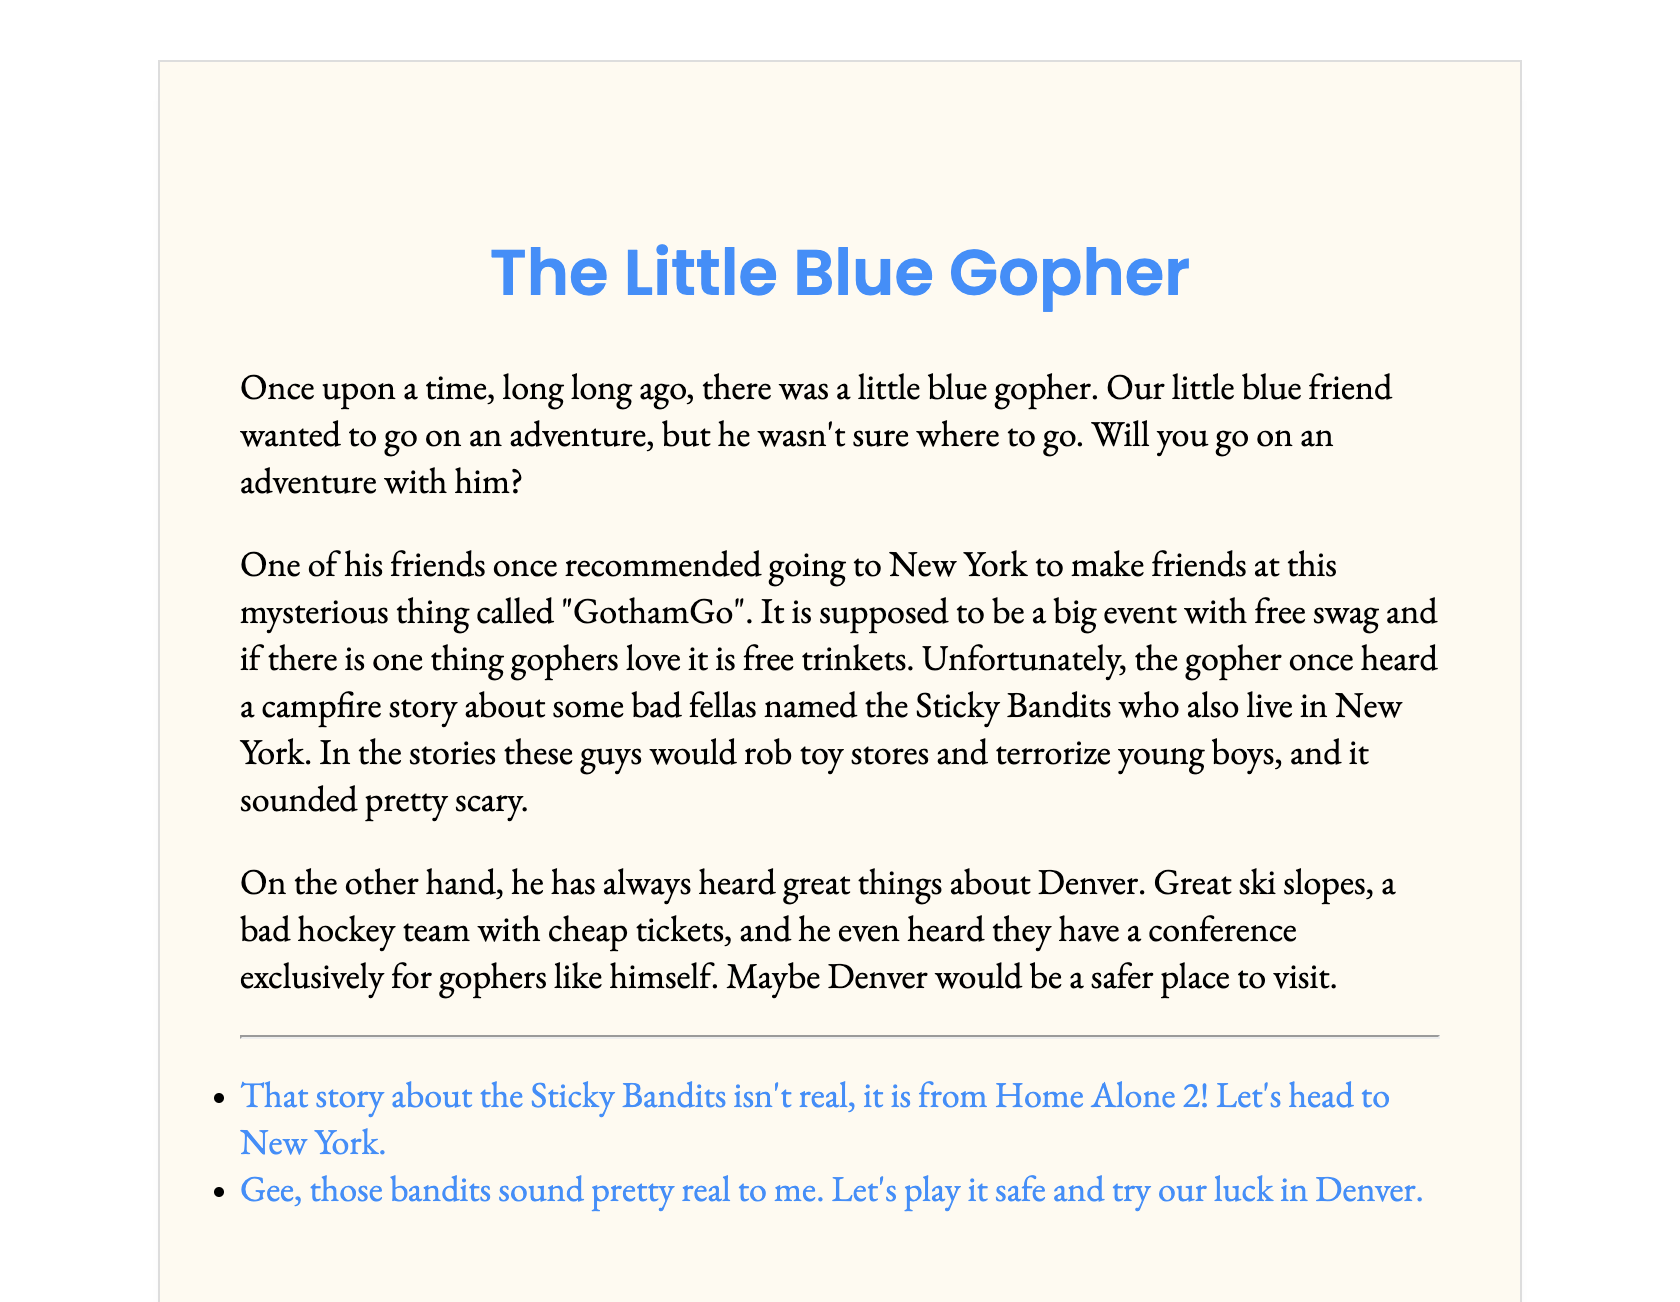 The Little Blue Gopher
Once upon a time, long long ago, there was a little blue gopher. Our little blue friend
wanted to go on an adventure, but he wasn't sure where to go. Will you go on an
adventure with him?
One of his friends once recommended going to New York to make friends at this
mysterious thing called "GothamGo". It is supposed to be a big event with free swag and
if there is one thing gophers love it is free trinkets. Unfortunately, the gopher once heard
a campfire story about some bad fellas named the Sticky Bandits who also live in New
York. In the stories these guys would rob toy stores and terrorize young boys, and it
sounded pretty scary.
On the other hand, he has always heard great things about Denver. Great ski slopes, a
bad hockey team with cheap tickets, and he even heard they have a conference
exclusively for gophers like himself. Maybe Denver would be a safer place to visit.
• That story about the Sticky Bandits isn't real, it is from Home Alone 2! Let's head to
New York.
• Gee, those bandits sound pretty real to me. Let's play it safe and try our luck in Denver.